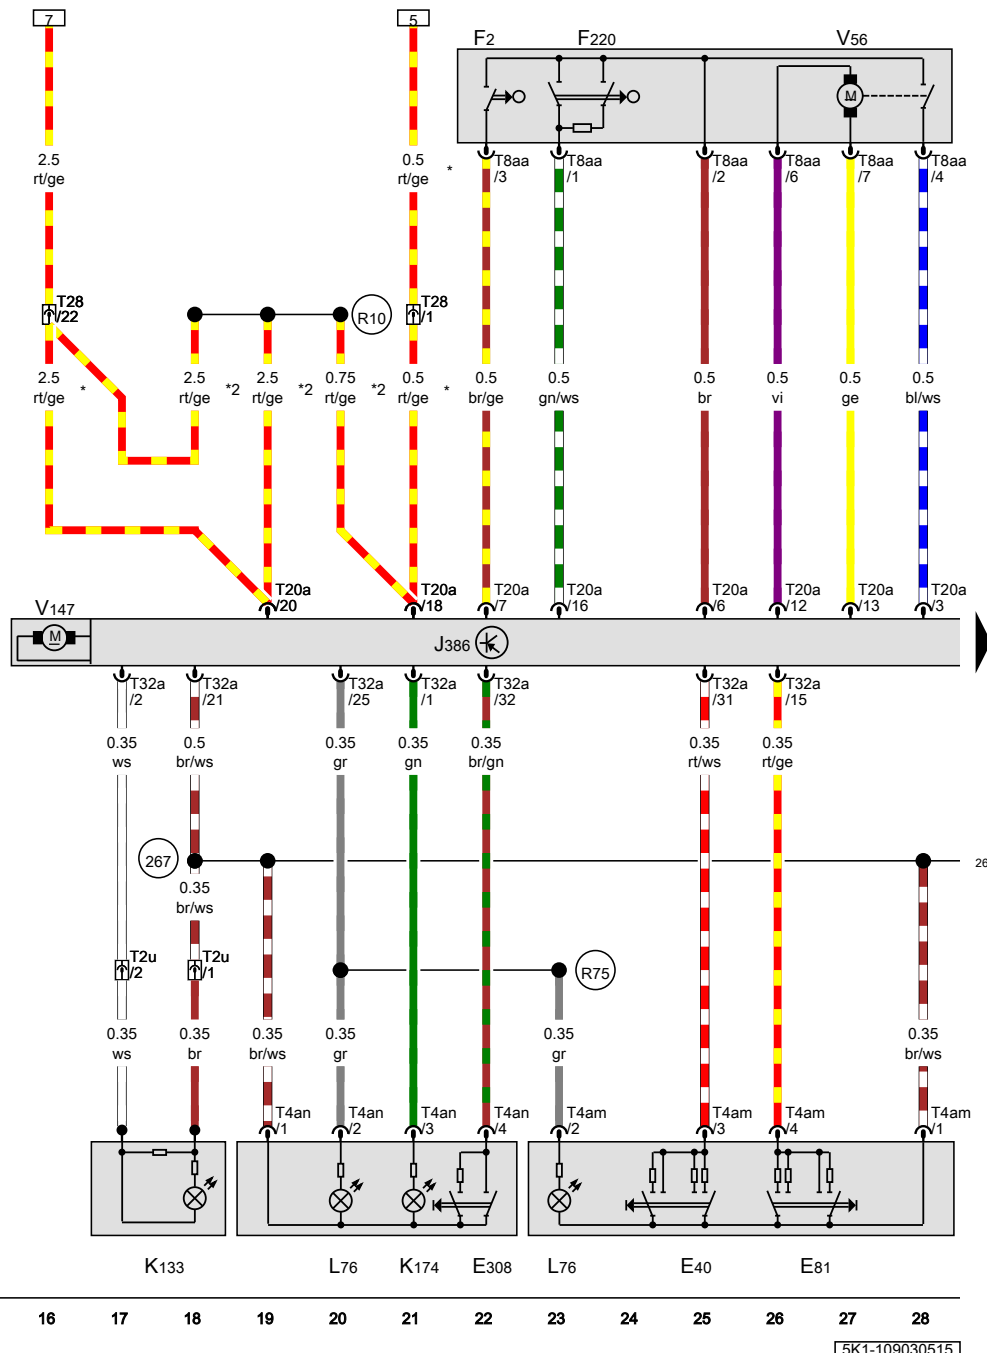 7
5
F2 F220 V56
2.5
rt/ge
0.5
rt/ge
*
T8aa
/3
T8aa
/1
T8aa
/2
T8aa
/6
T8aa
/7
T8aa
/4
M
T28
/22
R10
T28
/1
2.5
rt/ge
*
2.5
rt/ge
*2
2.5
rt/ge
*2
0.75
rt/ge
*2
0.5
rt/ge
*
0.5
br/ge
0.5
gn/ws
0.5
br
0.5
vi
0.5
ge
0.5
bl/ws
T20a
/20
T20a
/18
T20a
/7
T20a
/16
T20a
/6
T20a
/12
T20a
/13
T20a
/3
V147
M
J386
T32a
/2
T32a
/21
T32a
/25
T32a
/1
T32a
/32
T32a
/31
T32a
/15
0.35
ws
0.5
br/ws
0.35
gr
0.35
gn
0.35
br/gn
0.35
rt/ws
0.35
rt/ge
267
26
0.35
br/ws
T2u
/2
T2u
/1
R75
0.35
ws
0.35
br
0.35
br/ws
0.35
gr
0.35
gr
0.35
br/ws
T4an
/1
T4an
/2
T4an
/3
T4an
/4
T4am
/2
T4am
/3
T4am
/4
T4am
/1
K133 L76 K174 E308 L76 E40 E81
16 17 18 19 20 21 22 23 24 25 26 27 28
5K1-109030515